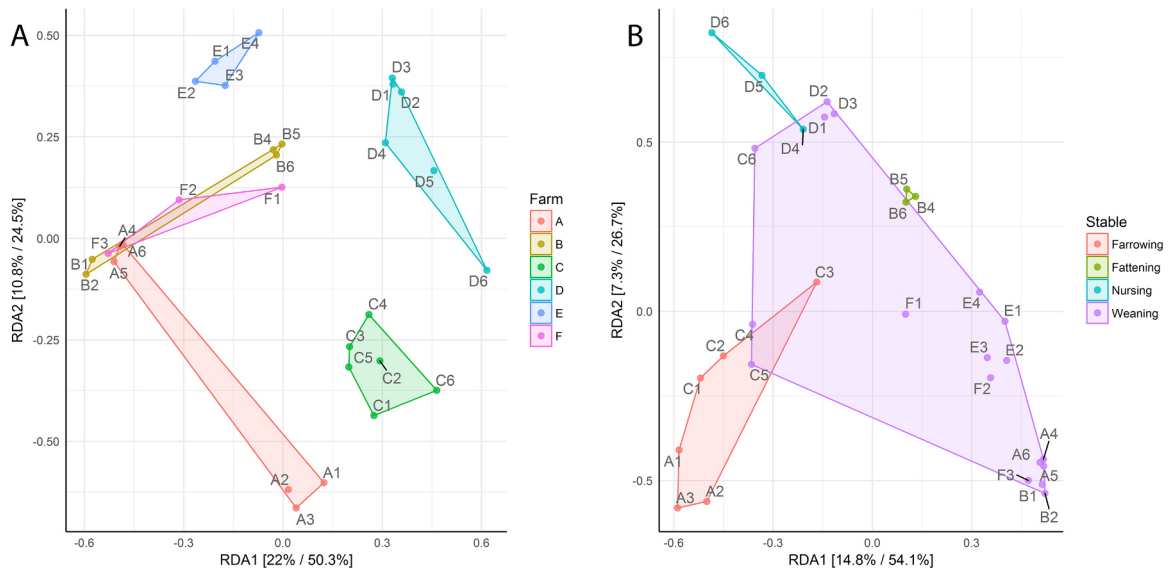 A
0.50
0.25
0.00
-0.25
-0.50
-0.6
-0.3
0.0
0.3
0.6
RDA1 [22% / 50.3%]
RDA2 [10.8% / 24.5%]
E4
E1
E3
E2
D3
D1
D2
D4
D5
D6
B4
B5
B6
F2
F1
A4
F3
A6
B1
A5
B2
C4
C3
C5
C2
C6
C1
A2
A1
A3
Farm
A
B
C
D
E
F
B
0.5
0.0
-0.5
-0.6
-0.3
0.0
0.3
RDA1 [14.8% / 54.1%]
RDA2 [7.3% / 26.7%]
D6
D5
D2
D3
D1
D4
C6
B5
B4
B6
C3
E4
E1
F1
C4
C2
E3
E2
C5
C1
F2
A4
A1
A6
A5
F3
A3
A2
B1
B2
Stable
Farrowing
Fattening
Nursing
Weaning